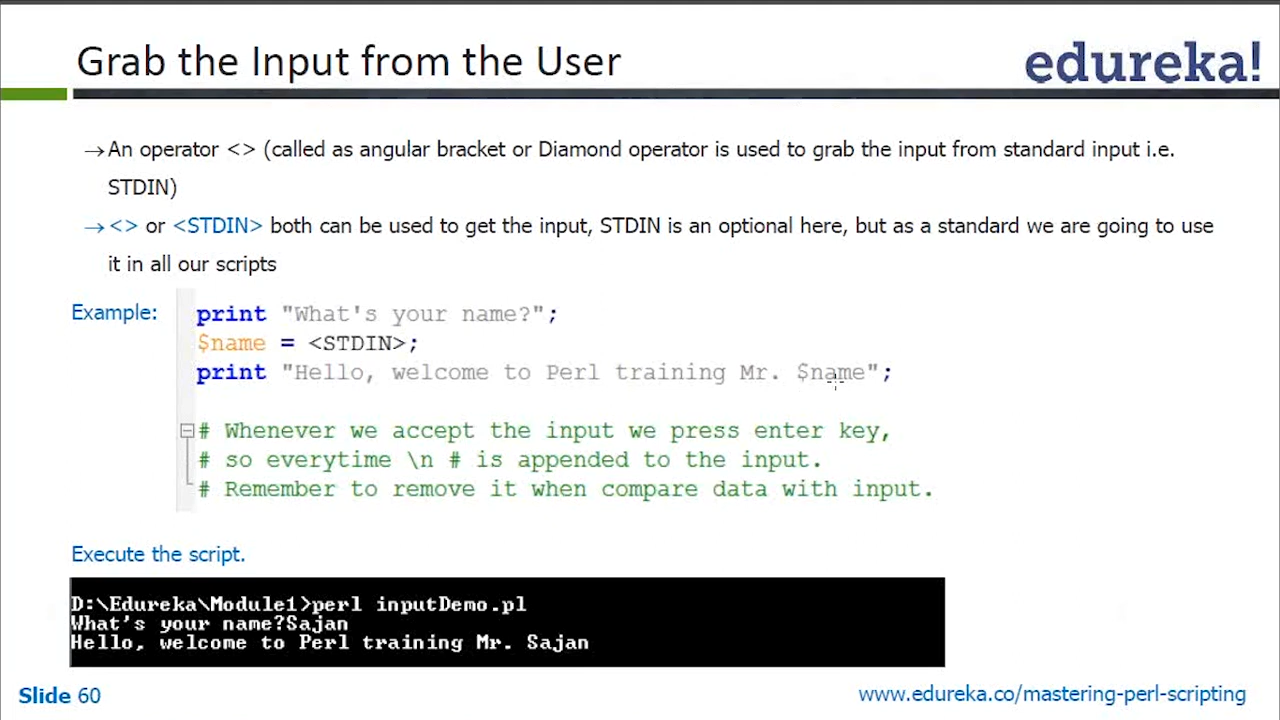 Grab the Input from the User
edureka!
→An operator <> (called as angular bracket or Diamond operator is used to grab the input from standard input i.e.
STDIN)
→<> or <STDIN> both can be used to get the input, STDIN is an optional here, but as a standard we are going to use
it in all our scripts
Example:
print "What's your name?";
$name = <STDIN>;
print "Hello, welcome to Perl training Mr. $name";
# Whenever we accept the input we press enter key,
# so everytime \n # is appended to the input.
# Remember to remove it when compare data with input.
Execute the script.
D:\Edureka\Module1>perl inputDemo.pl
What's your name?Sajan
Hello, welcome to Perl training Mr. Sajan
Slide 60
www.edureka.co/mastering-perl-scripting